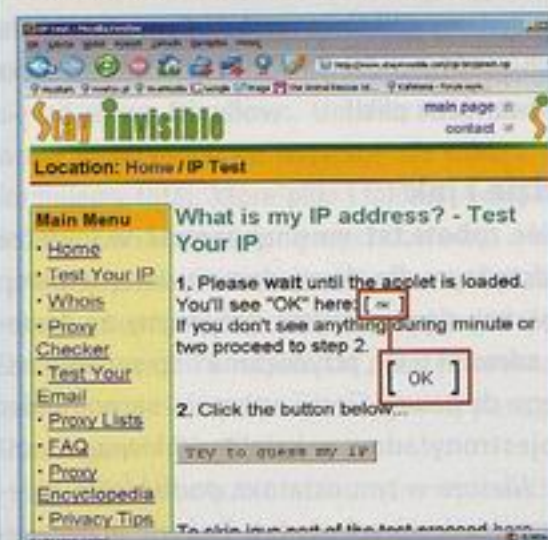 Stay invisible
main page
contact
Location: Home / IP Test
Main Menu
· Home
· Test Your IP
· Whois
· Proxy
Checker
· Test Your
Email
· Proxy Lists
· FAQ
· Proxy
Encyclopedia
· Privacy Tips
What is my IP address? - Test
Your IP
1. Please wait until the applet is loaded.
You'll see "OK" here: [ OK ]
If you don't see anything during minute or
two proceed to step 2.
[ OK ]
2. Click the button below...
Try to guess my IP